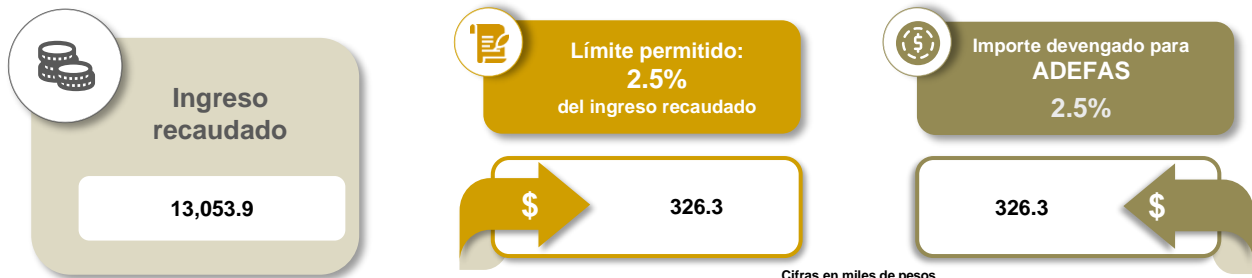 Ingreso
recaudado
13,053.9
Límite permitido:
2.5%
del ingreso recaudado
$
326.3
Importe devengado para
ADEFAS
2.5%
326.3
$
Cifras en miles de pesos